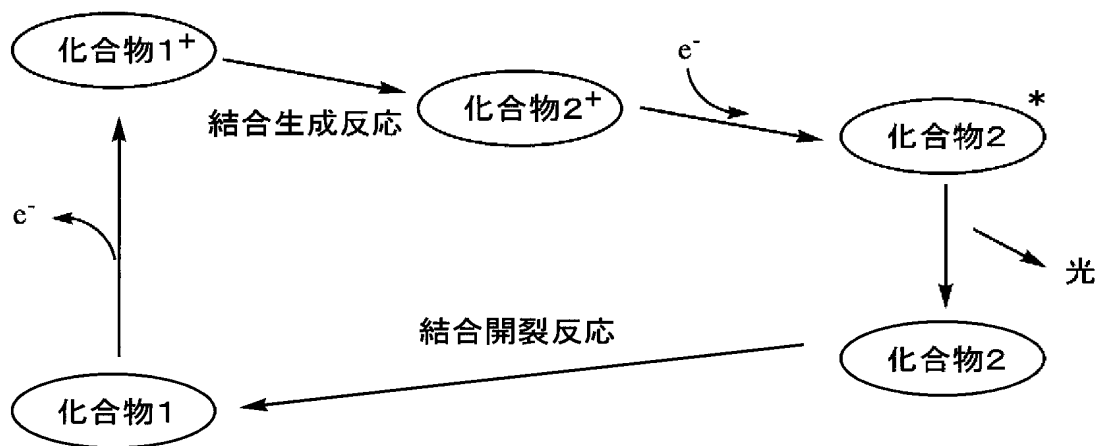 化合物1⁺
e⁻
化合物2⁺
化合物2*
結合生成反応
e⁻
光
結合開裂反応
化合物2
化合物1